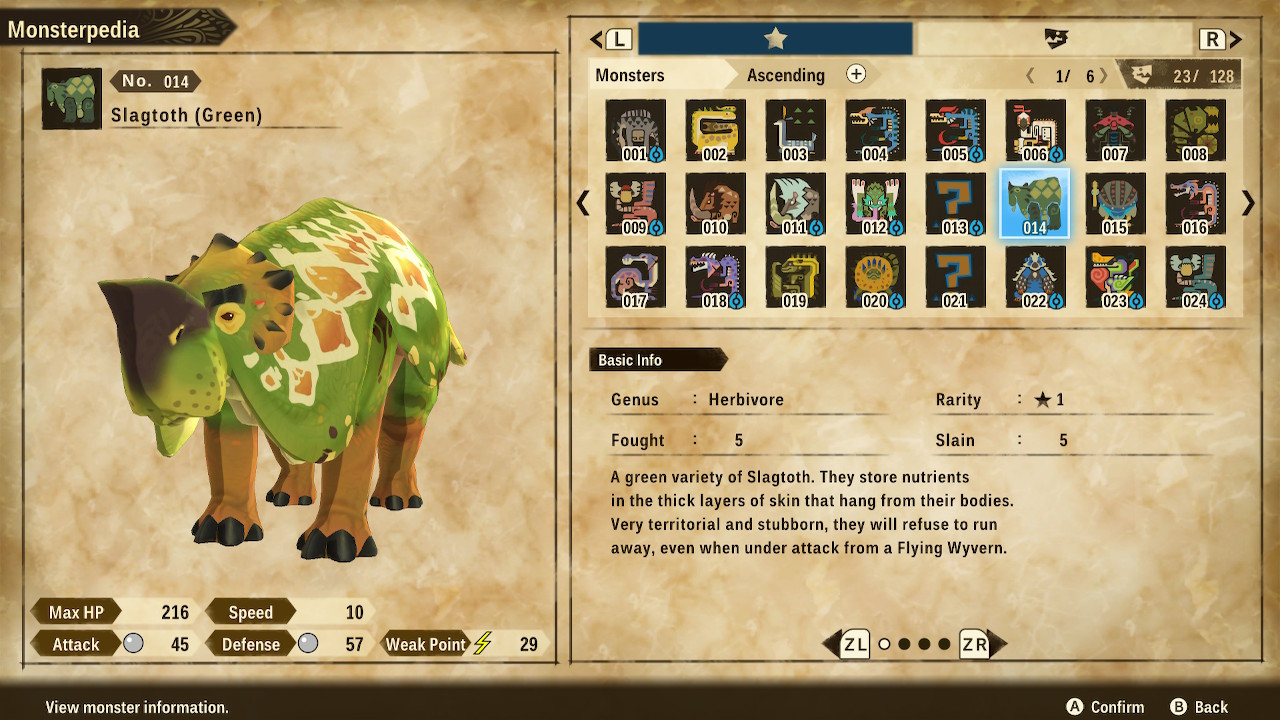 Monsterpedia
No. 014
Slagtoth (Green)
Max HP 216 Speed 10
Attack 45 Defense 57 Weak Point 29
L R
Monsters Ascending 1/ 6 23/ 128
001 002 003 004 005 006 007 008
009 010 011 012 013 014 015 016
017 018 019 020 021 022 023 024
Basic Info
Genus : Herbivore Rarity : ★ 1
Fought : 5 Slain : 5
A green variety of Slagtoth. They store nutrients
in the thick layers of skin that hang from their bodies.
Very territorial and stubborn, they will refuse to run
away, even when under attack from a Flying Wyvern.
ZL ZR
View monster information.
A Confirm B Back